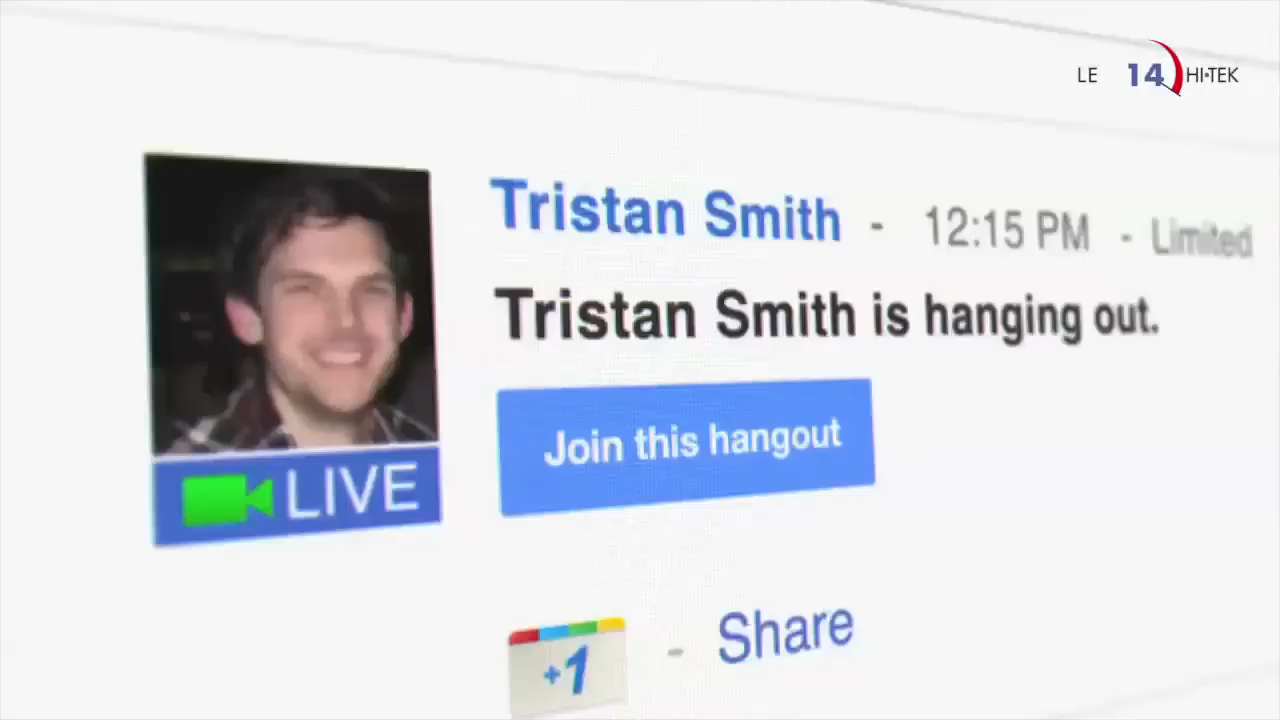 LE 14 HI•TEK
Tristan Smith - 12:15 PM - Limited
Tristan Smith is hanging out.
Join this hangout
LIVE
+1 - Share